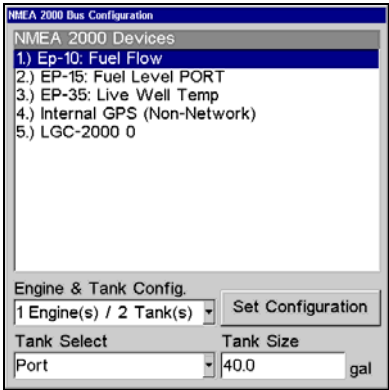 NMEA 2000 Bus Configuration
NMEA 2000 Devices
1.) Ep-10: Fuel Flow
2.) EP-15: Fuel Level PORT
3.) EP-35: Live Well Temp
4.) Internal GPS (Non-Network)
5.) LGC-2000 0
Engine & Tank Config.
1 Engine(s) / 2 Tank(s)
Set Configuration
Tank Select
Tank Size
Port
40.0
gal